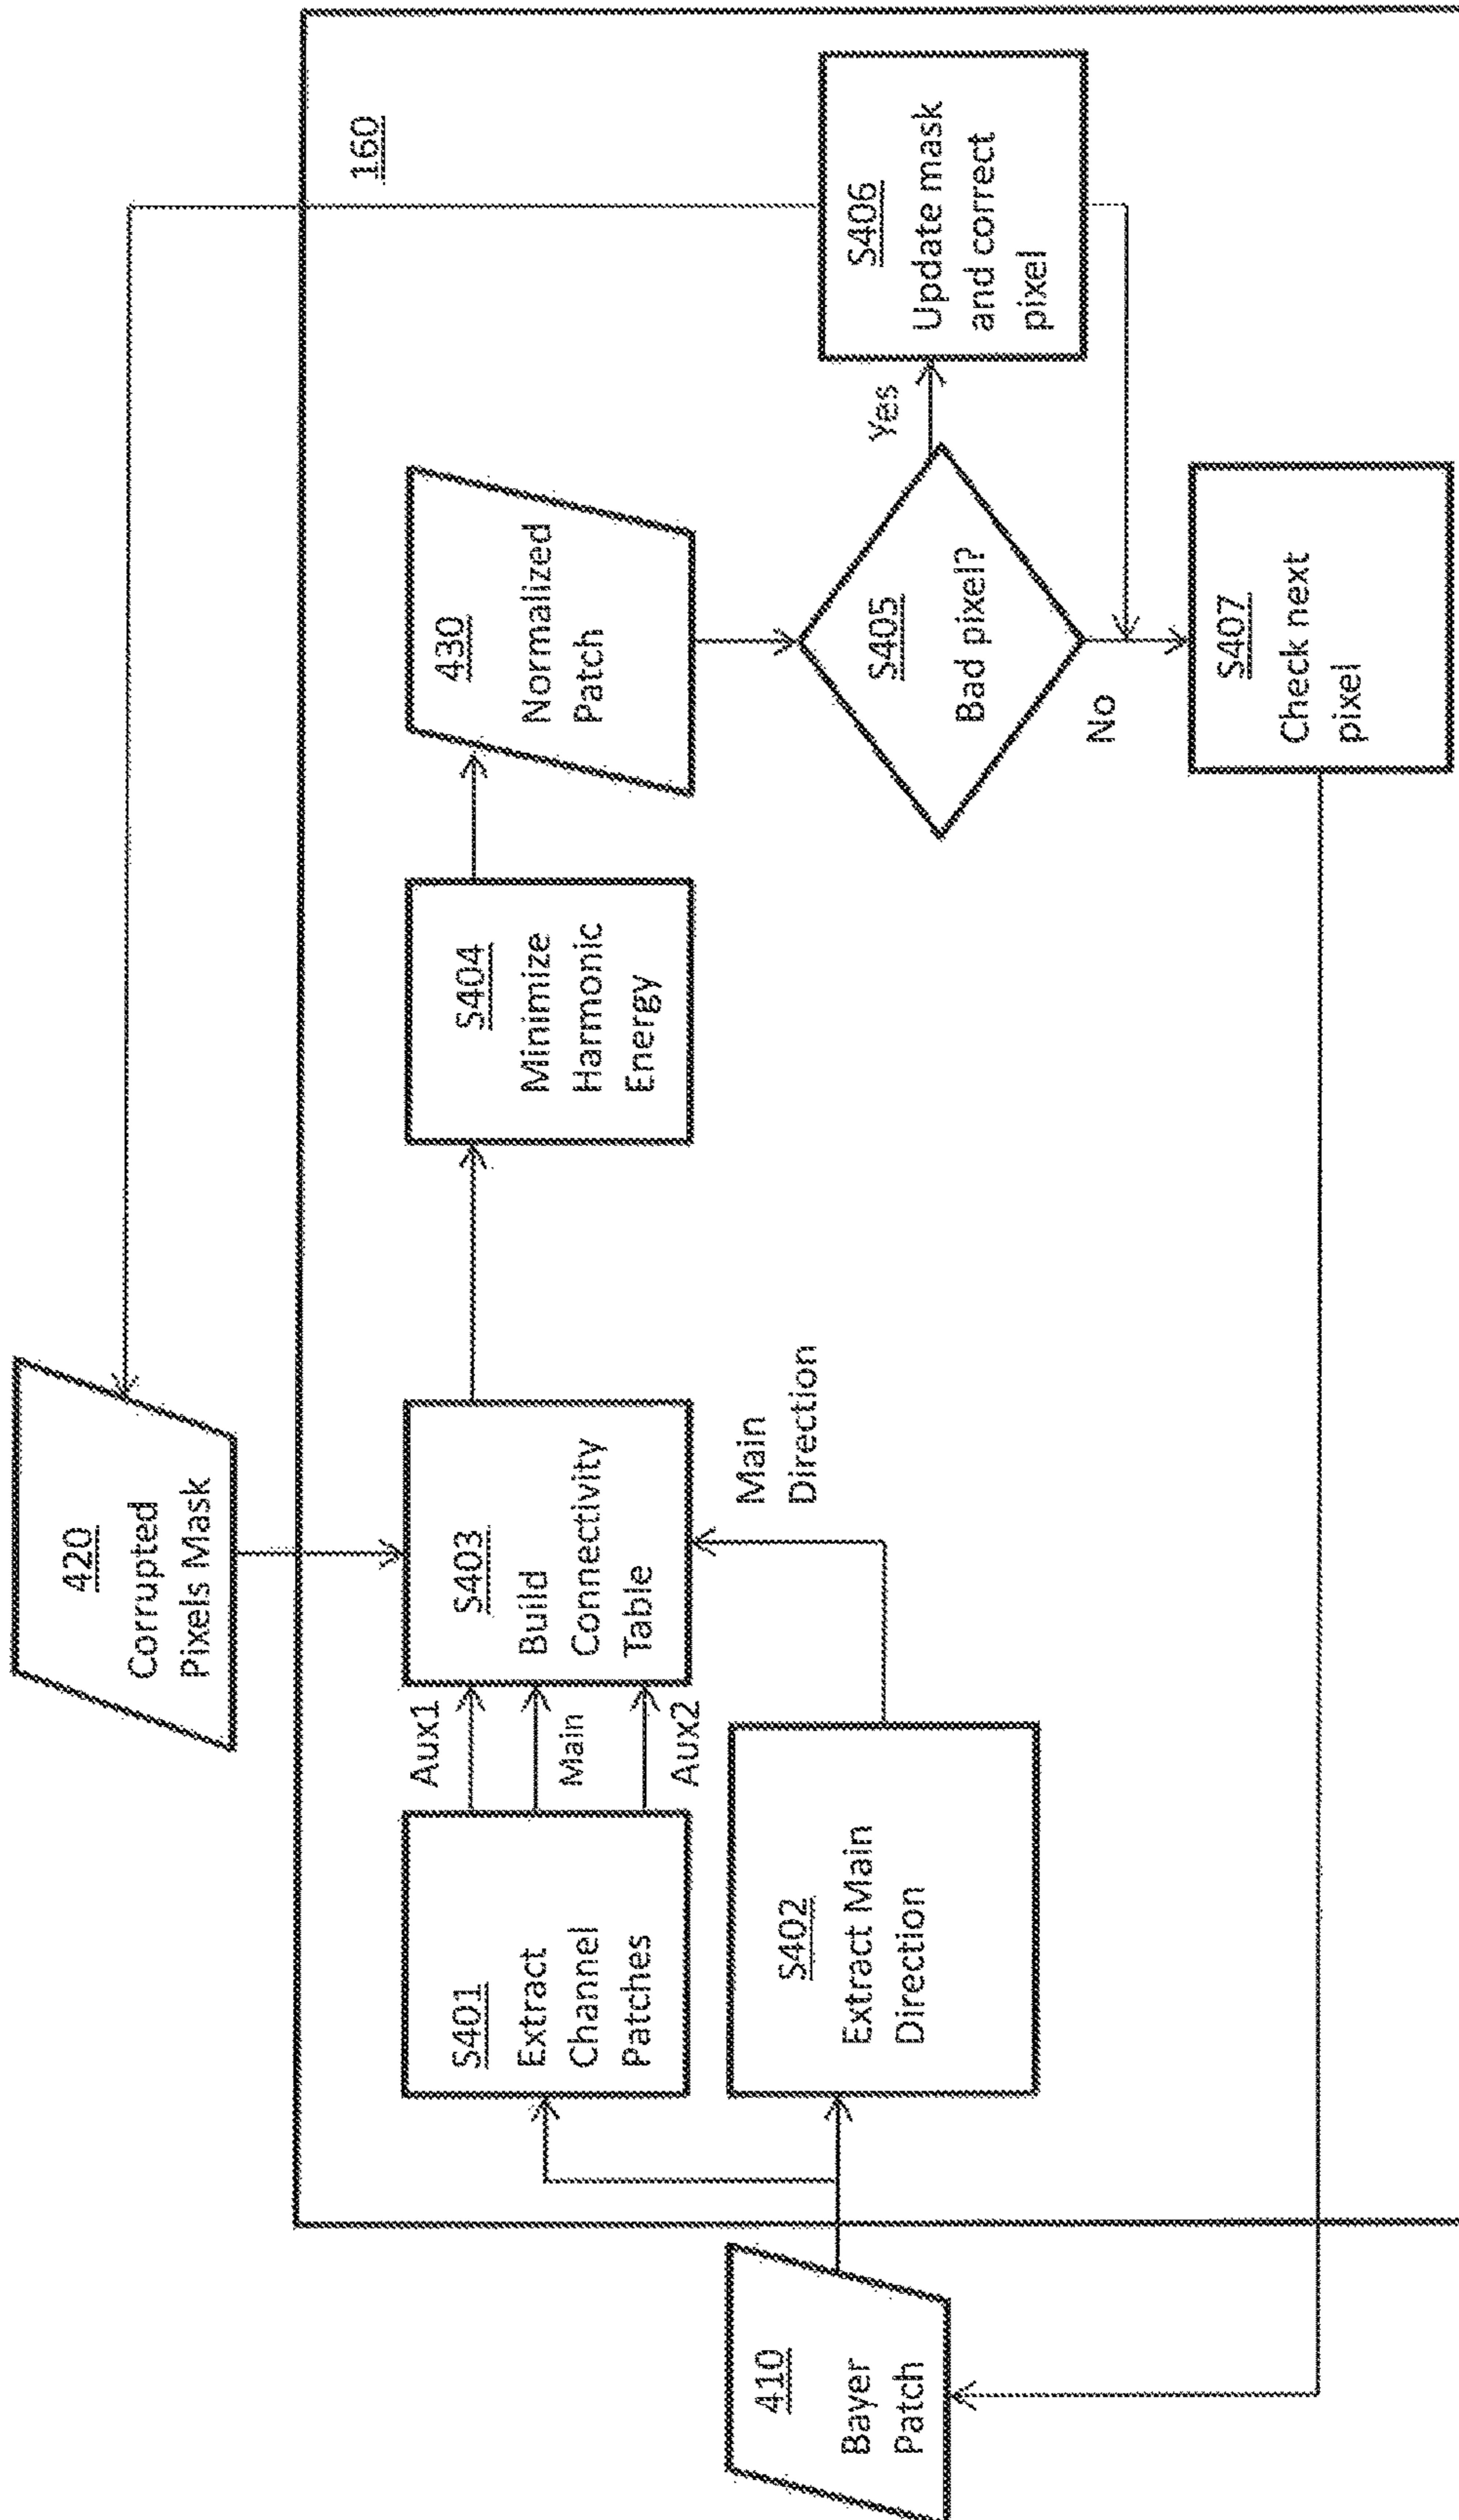 160
420
Corrupted
Pixels Mask
410
Bayer
Patch
S401
Extract
Channel
Patches
Aux1
Main
Aux2
S402
Extract Main
Direction
Main
Direction
S403
Build
Connectivity
Table
S404
Minimize
Harmonic
Energy
430
Normalized
Patch
S405
Bad pixel?
Yes
No
S406
Update mask
and correct
pixel
S407
Check next
pixel